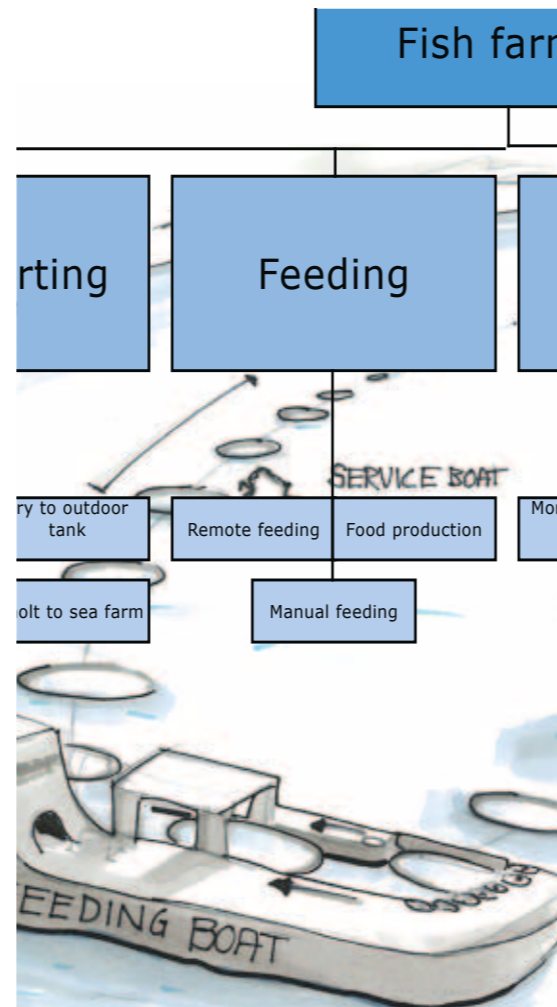 Fish farm
rting
Feeding
SERVICE BOAT
ry to outdoor
tank
Remote feeding
Food production
Mon
olt to sea farm
Manual feeding
EEDING BOAT